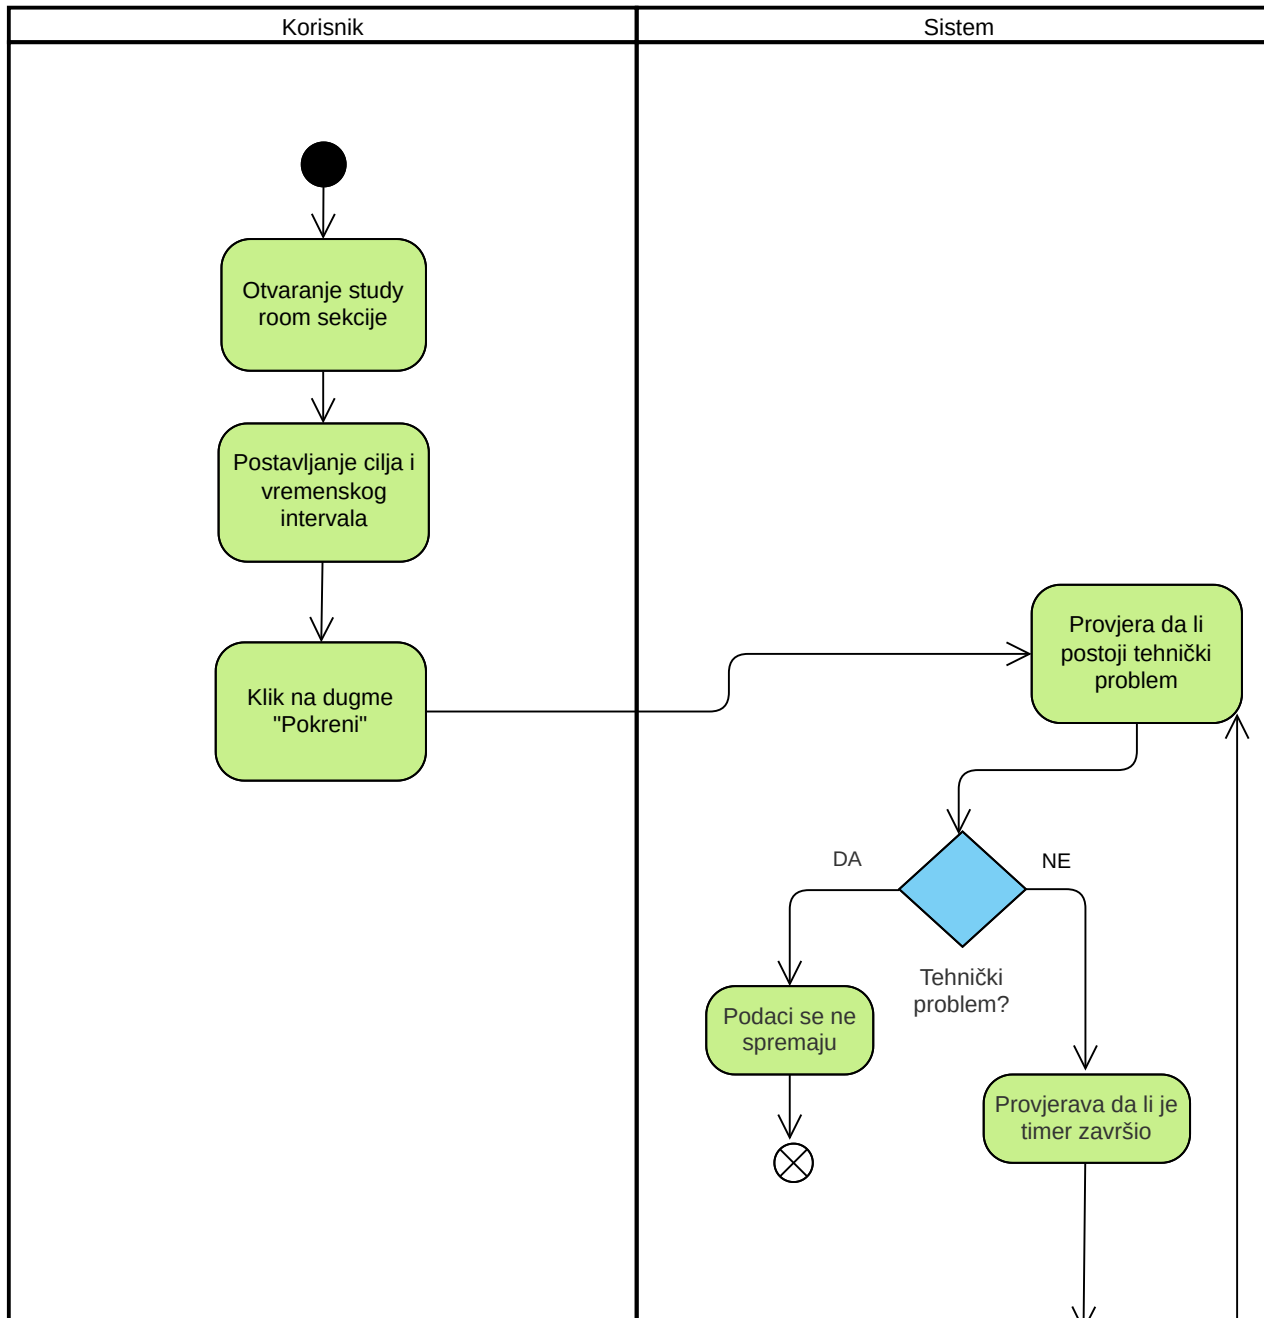 Korisnik
Sistem
Otvaranje study
room sekcije
Postavljanje cilja i
vremenskog
intervala
Klik na dugme
"Pokreni"
Provjera da li
postoji tehnički
problem
DA
NE
Tehnički
problem?
Podaci se ne
spremaju
Provjerava da li je
timer završio